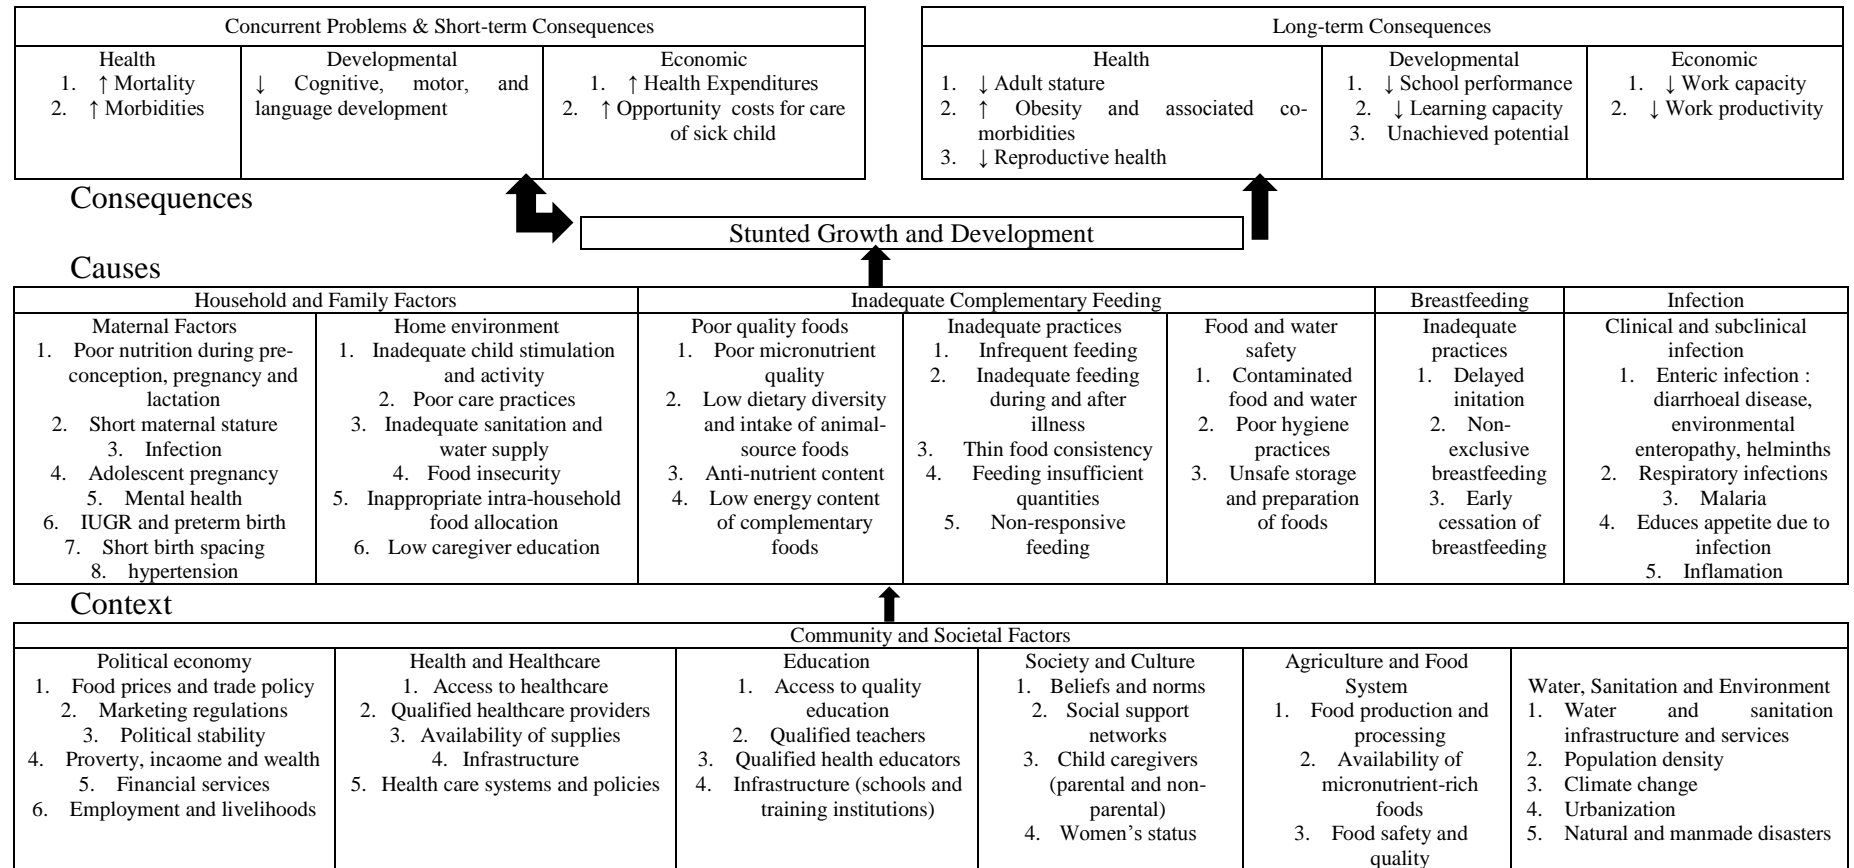 Concurrent Problems & Short-term Consequences
Health
1. ↑ Mortality
2. ↑ Morbidities
Developmental
↓ Cognitive, motor, and
language development
Economic
1. ↑ Health Expenditures
2. ↑ Opportunity costs for care
of sick child
Long-term Consequences
Health
1. ↓ Adult stature
2. ↑ Obesity and associated co-
morbidities
3. ↓ Reproductive health
Developmental
1. ↓ School performance
2. ↓ Learning capacity
3. Unachieved potential
Economic
1. ↓ Work capacity
2. ↓ Work productivity
Consequences
Stunted Growth and Development
Causes
Household and Family Factors
Maternal Factors
1. Poor nutrition during pre-
conception, pregnancy and
lactation
2. Short maternal stature
3. Infection
4. Adolescent pregnancy
5. Mental health
6. IUGR and preterm birth
7. Short birth spacing
8. hypertension
Home environment
1. Inadequate child stimulation
and activity
2. Poor care practices
3. Inadequate sanitation and
water supply
4. Food insecurity
5. Inappropriate intra-household
food allocation
6. Low caregiver education
Inadequate Complementary Feeding
Poor quality foods
1. Poor micronutrient
quality
2. Low dietary diversity
and intake of animal-
source foods
3. Anti-nutrient content
4. Low energy content
of complementary
foods
Inadequate practices
1. Infrequent feeding
2. Inadequate feeding
during and after
illness
3. Thin food consistency
4. Feeding insufficient
quantities
5. Non-responsive
feeding
Food and water
safety
1. Contaminated
food and water
2. Poor hygiene
practices
3. Unsafe storage
and preparation
of foods
Breastfeeding
Inadequate
practices
1. Delayed
initation
2. Non-
exclusive
breastfeeding
3. Early
cessation of
breastfeeding
Infection
Clinical and subclinical
infection
1. Enteric infection :
diarrhoeal disease,
environmental
enteropathy, helminths
2. Respiratory infections
3. Malaria
4. Educes appetite due to
infection
5. Inflamation
Context
Community and Societal Factors
Political economy
1. Food prices and trade policy
2. Marketing regulations
3. Political stability
4. Proverty, incaome and wealth
5. Financial services
6. Employment and livelihoods
Health and Healthcare
1. Access to healthcare
2. Qualified healthcare providers
3. Availability of supplies
4. Infrastructure
5. Health care systems and policies
Education
1. Access to quality
education
2. Qualified teachers
3. Qualified health educators
4. Infrastructure (schools and
training institutions)
Society and Culture
1. Beliefs and norms
2. Social support
networks
3. Child caregivers
(parental and non-
parental)
4. Women's status
Agriculture and Food
System
1. Food production and
processing
2. Availability of
micronutrient-rich
foods
3. Food safety and
quality
Water, Sanitation and Environment
1. Water and sanitation
infrastructure and services
2. Population density
3. Climate change
4. Urbanization
5. Natural and manmade disasters